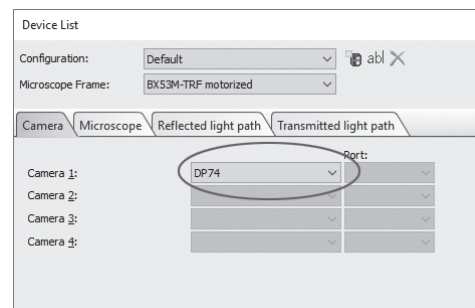 Device List
Configuration: Default abl
Microscope Frame: BX53M-TRF motorized
Camera Microscope Reflected light path Transmitted light path
Port:
Camera 1: DP74
Camera 2:
Camera 3:
Camera 4: